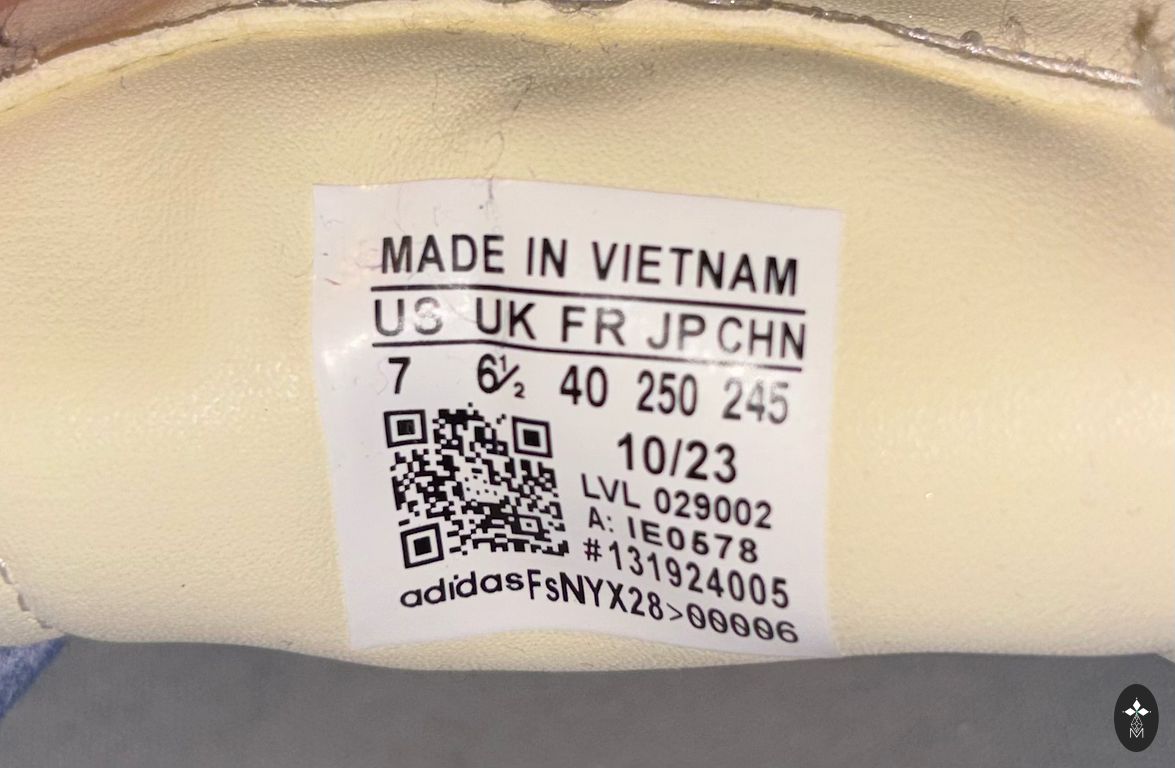 MADE IN VIETNAM
US UK FR JP CHN
7 6½ 40 250 245
10/23
LVL 029002
A: IE0578
#131924005
adidas FsNYX28>00006
M